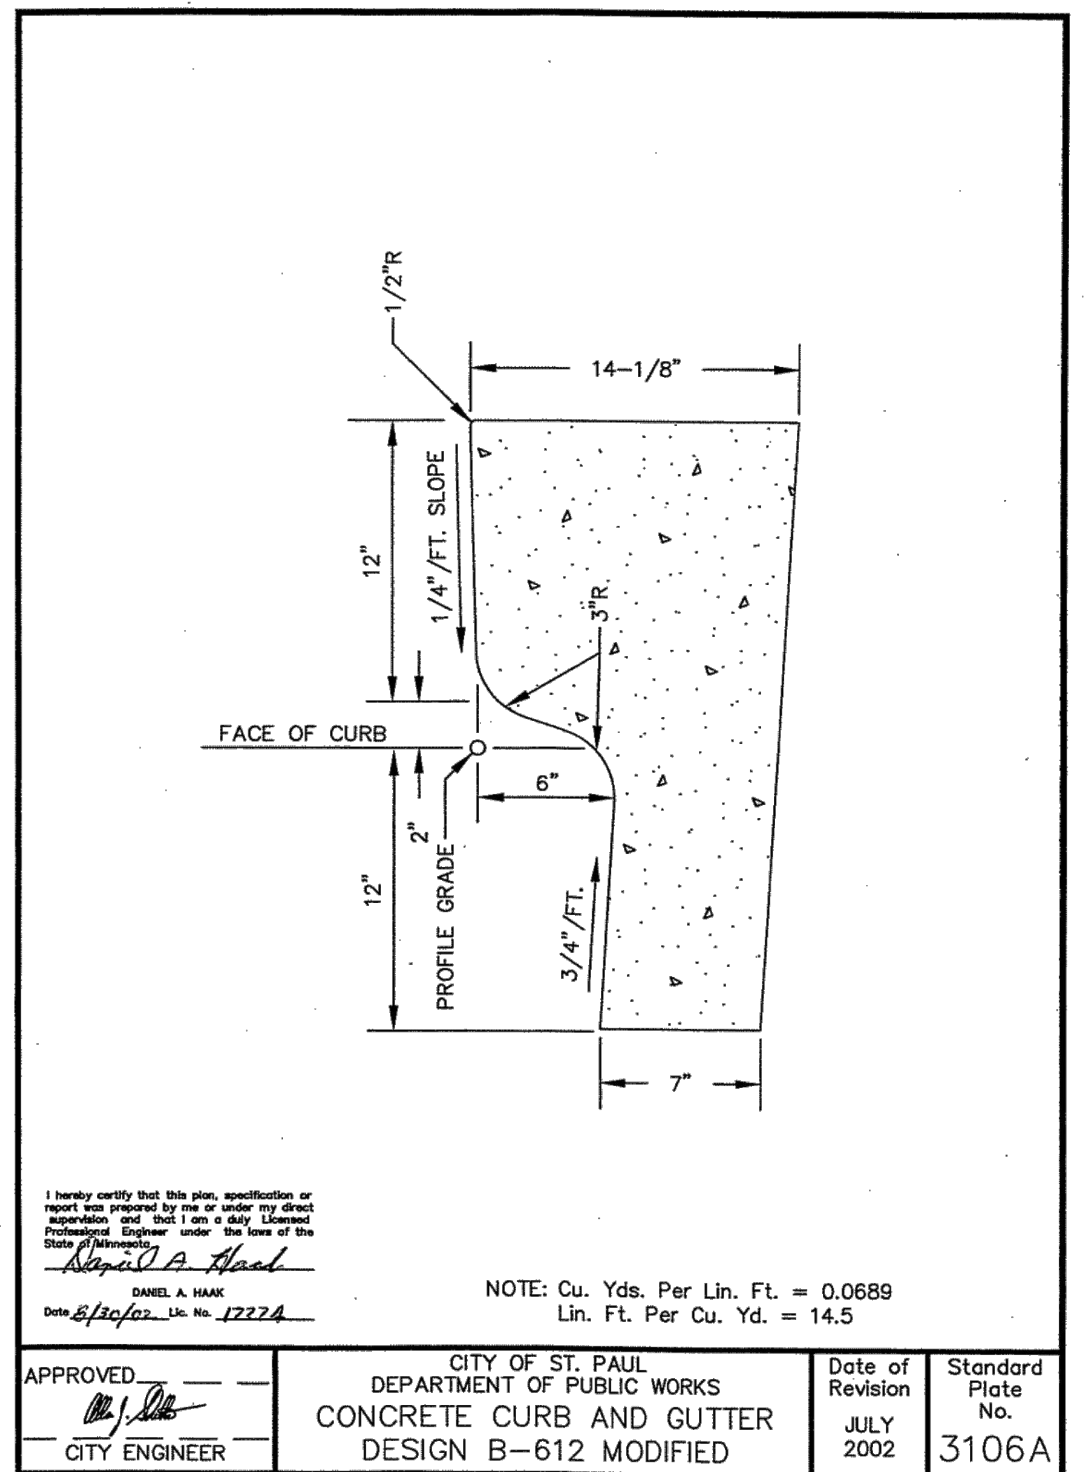 1/2"R
14-1/8"
12"
1/4"/FT. SLOPE
3"R
FACE OF CURB
6"
2"
12"
PROFILE GRADE
3/4"/FT.
7"
I hereby certify that this plan, specification or
report was prepared by me or under my direct
supervision and that I am a duly Licensed
Professional Engineer under the laws of the
State of Minnesota
Daniel A. Haak
DANIEL A. HAAK
Date 8/30/02 Lic. No. 17774
NOTE: Cu. Yds. Per Lin. Ft. = 0.0689
Lin. Ft. Per Cu. Yd. = 14.5
APPROVED
CITY ENGINEER
CITY OF ST. PAUL
DEPARTMENT OF PUBLIC WORKS
CONCRETE CURB AND GUTTER
DESIGN B-612 MODIFIED
Date of
Revision
JULY
2002
Standard
Plate
No.
3106A